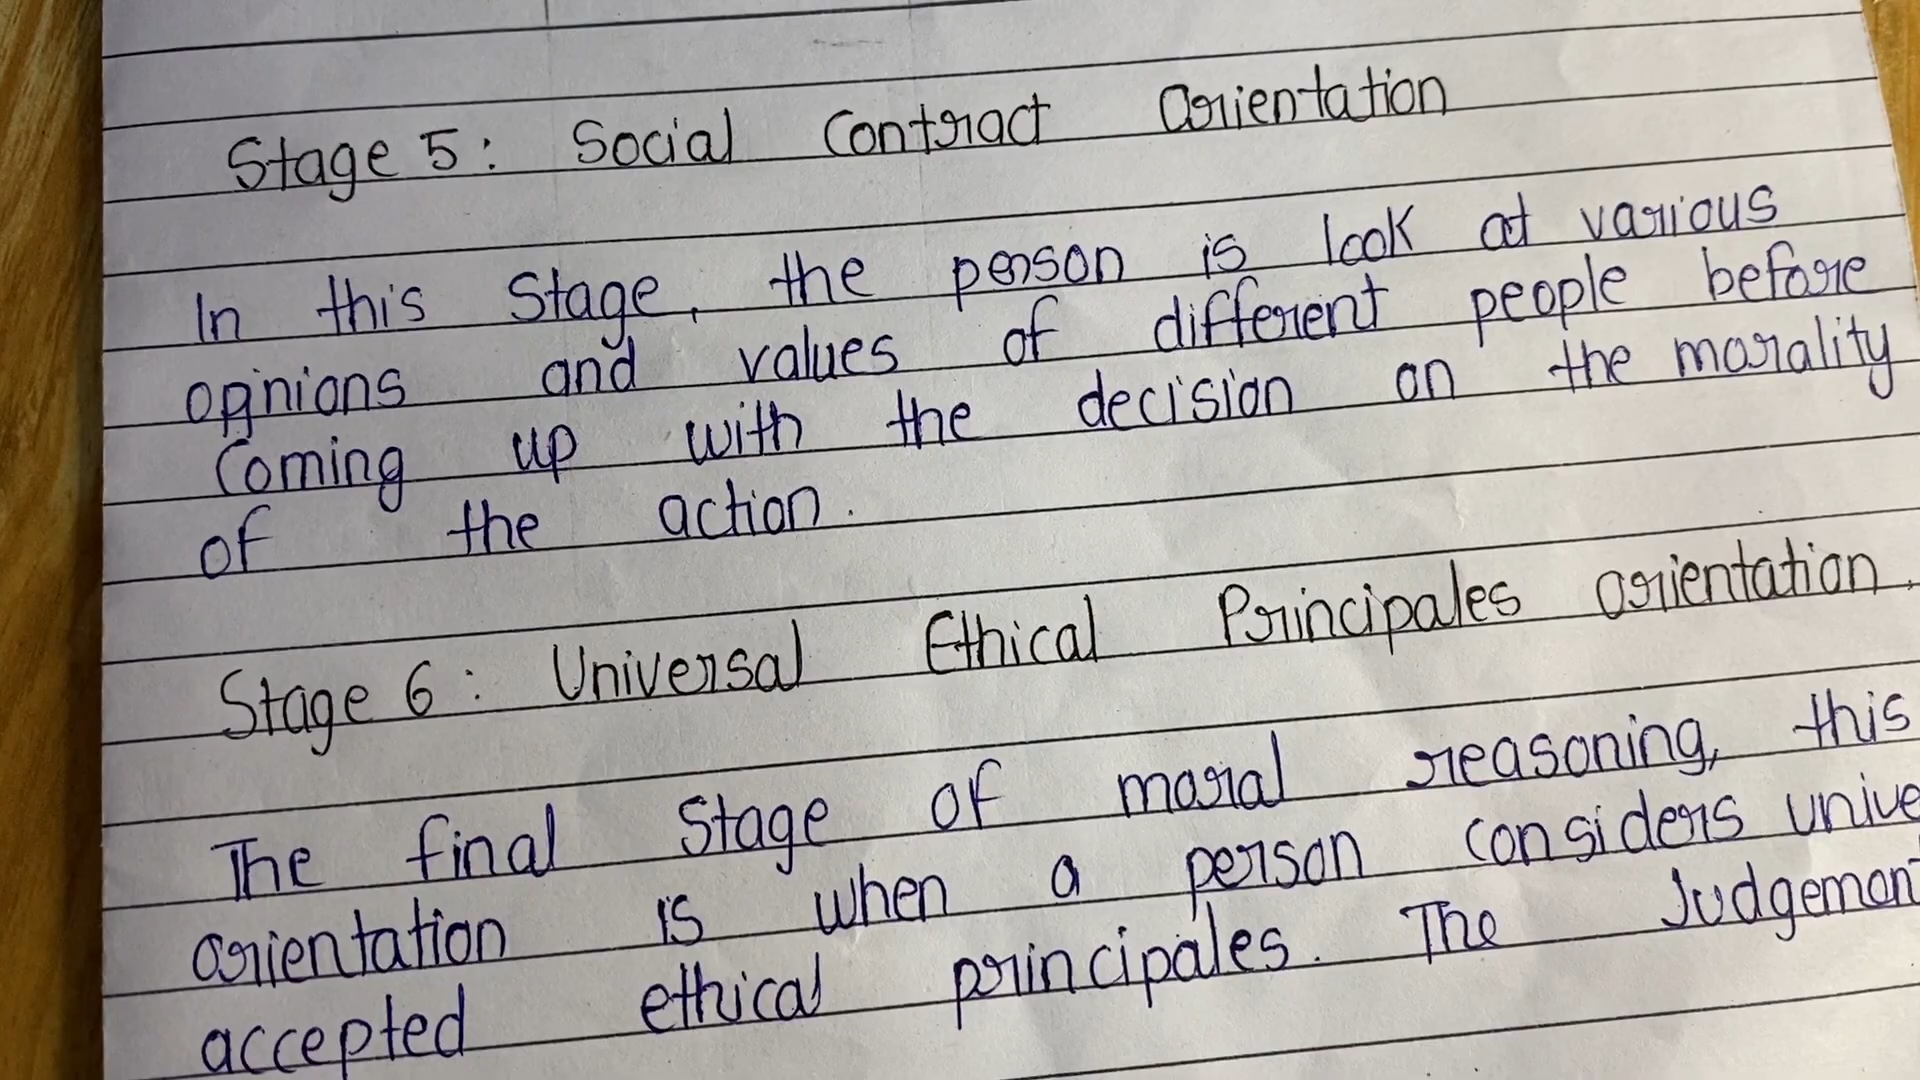 Stage 5: Social Contract Orientation
In this Stage, the person is look at various
opinions and values of different people before
Coming up with the decision on the morality
of the action.
Stage 6: Universal Ethical Principales orientation.
The final Stage of moral reasoning, this
orientation is when a person considers unive
accepted ethical principales. The Judgement